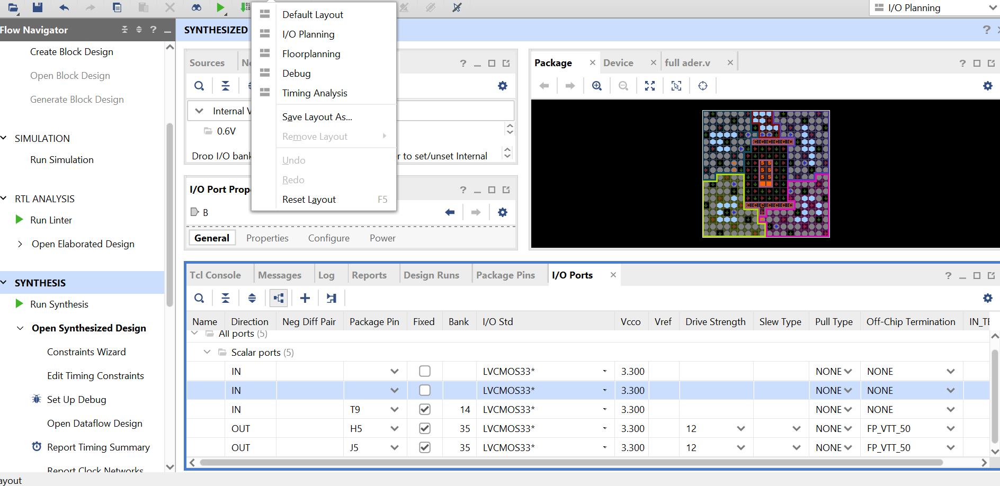 I/O Planning
Flow Navigator
?
Create Block Design
Open Block Design
Generate Block Design
SIMULATION
Run Simulation
RTL ANALYSIS
Run Linter
Open Elaborated Design
SYNTHESIS
Run Synthesis
Open Synthesized Design
Constraints Wizard
Edit Timing Constraints
Set Up Debug
Open Dataflow Design
Report Timing Summary
Report Clock Networks
SYNTHESIZED
?
Default Layout
I/O Planning
Floorplanning
Debug
Timing Analysis
Save Layout As...
Remove Layout
Undo
Redo
Reset Layout F5
Sources
?
Internal V
0.6V
Drop I/O bank
r to set/unset Internal
I/O Port Prope
?
B
General Properties Configure Power
Package Device full ader.v
?
Tcl Console Messages Log Reports Design Runs Package Pins I/O Ports
?
Name Direction Neg Diff Pair Package Pin Fixed Bank I/O Std Vcco Vref Drive Strength Slew Type Pull Type Off-Chip Termination IN_TE
All ports (5)
Scalar ports (5)
IN LVCMOS33* 3.300 NONE NONE
IN LVCMOS33* 3.300 NONE NONE
IN T9 14 LVCMOS33* 3.300 NONE NONE
OUT H5 35 LVCMOS33* 3.300 12 NONE FP_VTT_50
OUT J5 35 LVCMOS33* 3.300 12 NONE FP_VTT_50
ayout